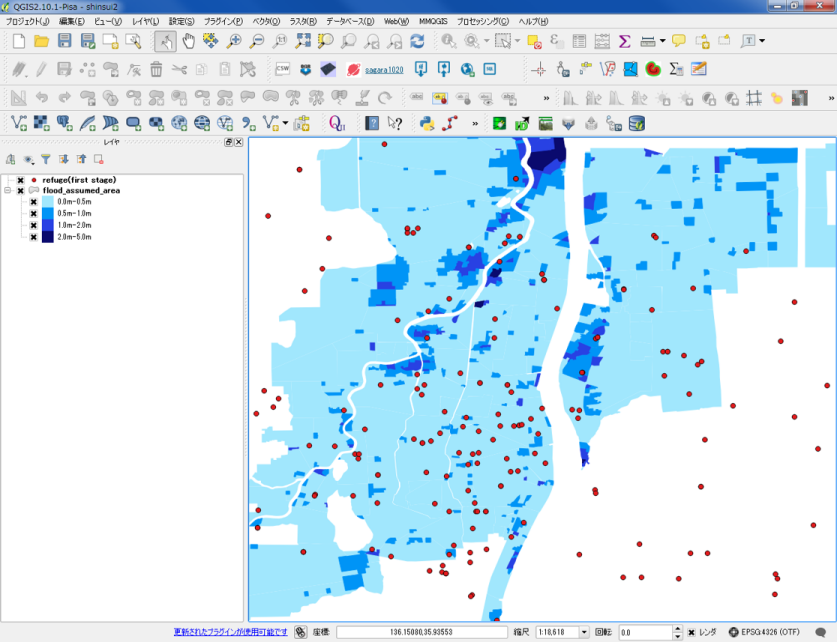 QGIS2.10.1-Pisa - shinsui2
プロジェクト(J) 編集(E) ビュー(V) レイヤ(L) 設定(S) プラグイン(P) ベクタ(O) ラスタ(R) データベース(D) Web(W) MMQGIS プロセッシング(C) ヘルプ(H)
CSW
レイヤ
refuge(first stage)
flood_assumed_area
0.0m-0.5m
0.5m-1.0m
1.0m-2.0m
2.0m-5.0m
更新されたプラグインが使用可能です 座標: 136.15080,35.93553 縮尺 1:18,618 回転: 0.0 レンダ EPSG:4326 (OTF)